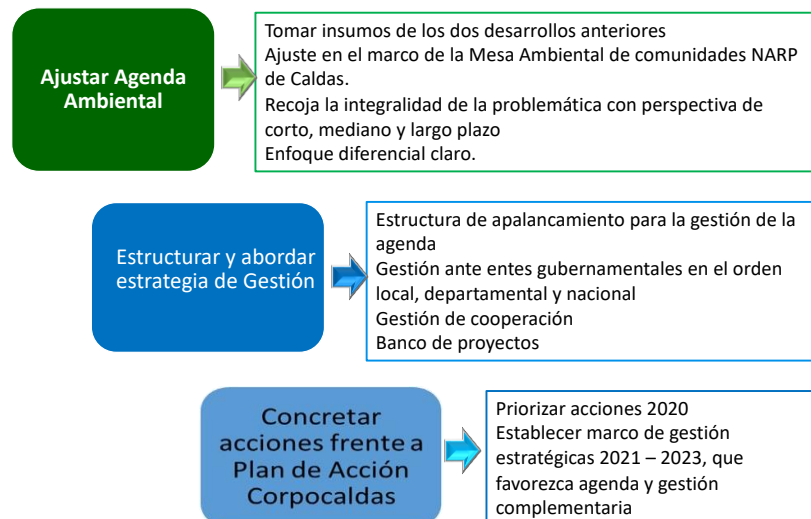 Ajustar Agenda
Ambiental
Tomar insumos de los dos desarrollos anteriores
Ajuste en el marco de la Mesa Ambiental de comunidades NARP
de Caldas.
Recoja la integralidad de la problemática con perspectiva de
corto, mediano y largo plazo
Enfoque diferencial claro.
Estructurar y abordar
estrategia de Gestión
Estructura de apalancamiento para la gestión de la
agenda
Gestión ante entes gubernamentales en el orden
local, departamental y nacional
Gestión de cooperación
Banco de proyectos
Concretar
acciones frente a
Plan de Acción
Corpocaldas
Priorizar acciones 2020
Establecer marco de gestión
estratégicas 2021 – 2023, que
favorezca agenda y gestión
complementaria